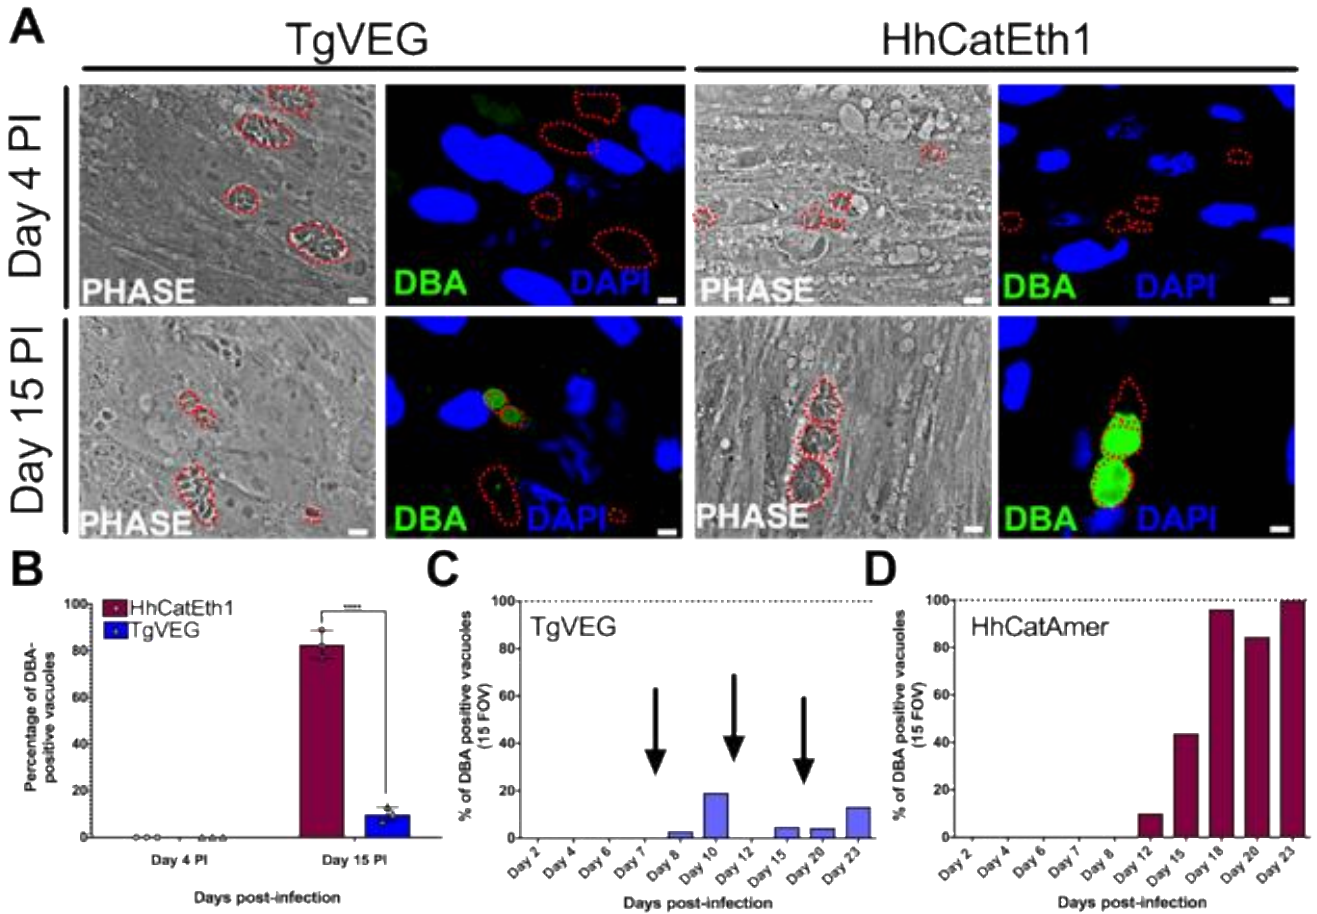 A
TgVEG
HhCatEth1
Day 4 PI
PHASE
DBA
DAPI
PHASE
DBA
DAPI
Day 15 PI
PHASE
DBA
DAPI
PHASE
DBA
DAPI
B
HhCatEth1
TgVEG
****
Percentage of DBA-
positive vacuoles
100
80
60
40
20
0
Day 4 PI
Day 15 PI
Days post-infection
C
TgVEG
% of DBA positive vacuoles
(15 FOV)
100
80
60
40
20
0
Day 2
Day 4
Day 6
Day 7
Day 8
Day 10
Day 12
Day 15
Day 20
Day 23
Days post-infection
D
HhCatAmer
% of DBA positive vacuoles
(15 FOV)
100
80
60
40
20
0
Day 2
Day 4
Day 6
Day 7
Day 8
Day 12
Day 15
Day 18
Day 20
Day 23
Days post-infection